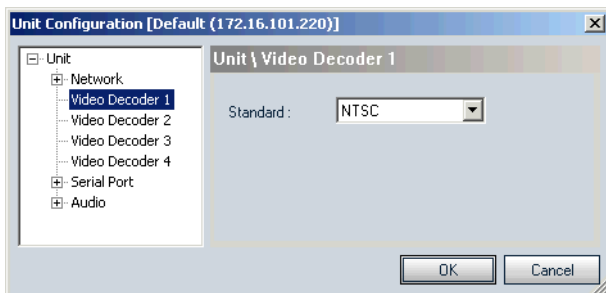 Unit Configuration [Default (172.16.101.220)]
Unit
Network
Video Decoder 1
Video Decoder 2
Video Decoder 3
Video Decoder 4
Serial Port
Audio
Unit \ Video Decoder 1
Standard :
NTSC
OK
Cancel